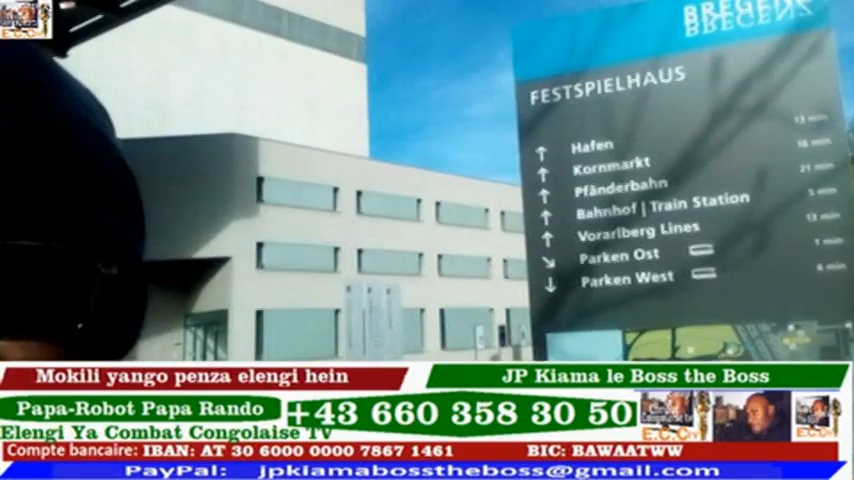 BREGENZ
BREGENZ
FESTSPIELHAUS
Hafen 13 min
Kornmarkt 18 min
Pfänderbahn 21 min
Bahnhof | Train Station 5 min
Vorarlberg Lines 13 min
Parken Ost 1 min
Parken West 6 min
Mokili yango penza elengi hein
JP Kiama le Boss the Boss
Papa-Robot Papa Rando
+43 660 358 30 50
Elengi Ya Combat Congolaise TV
E.C.C
Compte bancaire: IBAN: AT 30 6000 0000 7867 1461 BIC: BAWAATWW
PayPal: jpkiamabosstheboss@gmail.com